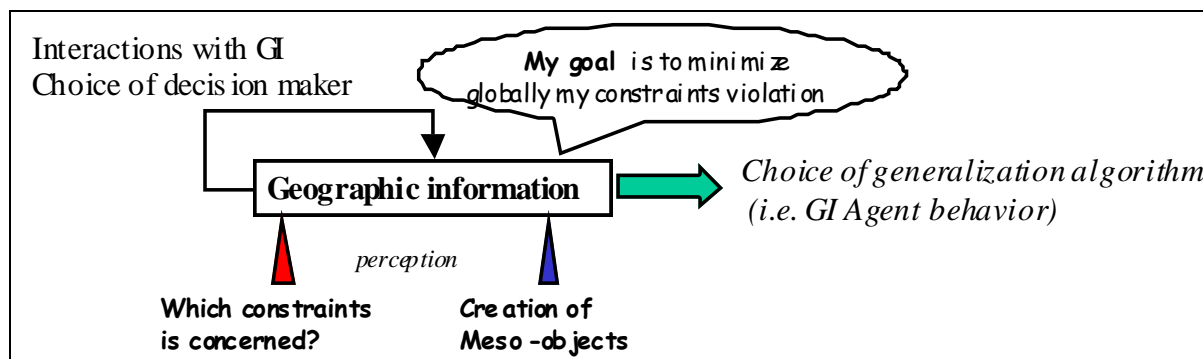 Interactions with GI
Choice of decision maker
My goal is to minimize
globally my constraints violation
Geographic information
Choice of generalization algorithm
(i.e. GI Agent behavior)
perception
Which constraints
is concerned?
Creation of
Meso-objects